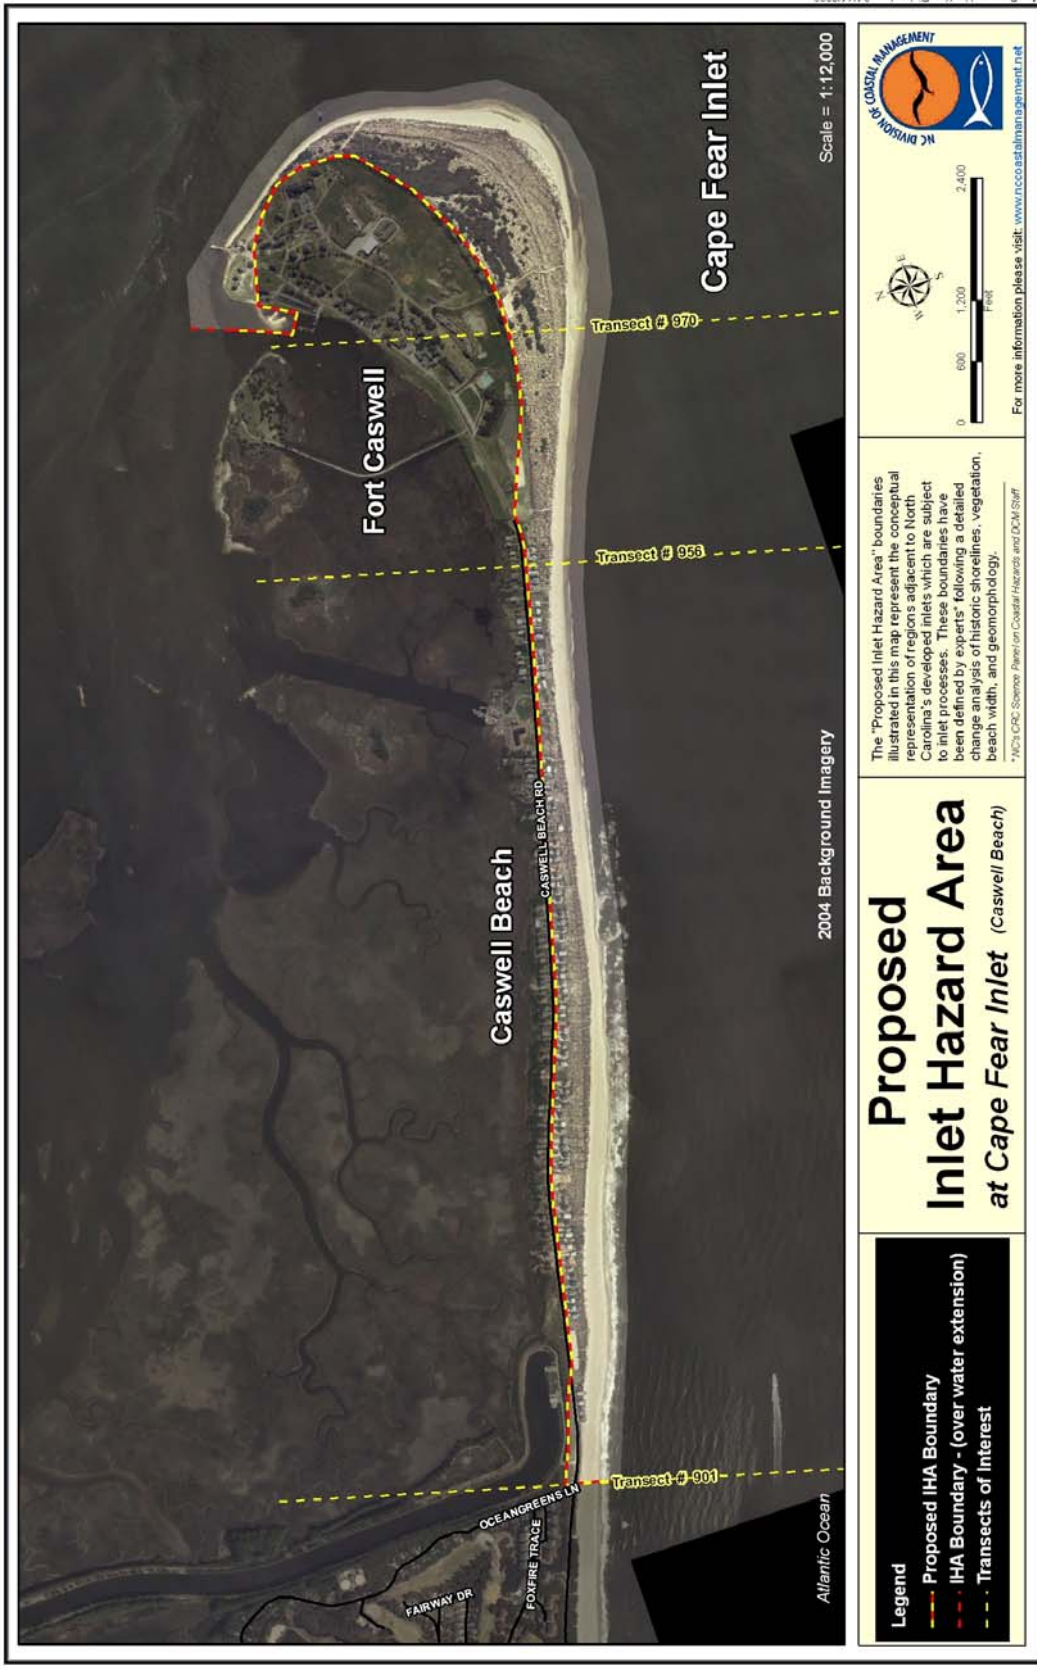 Fort Caswell
Cape Fear Inlet
Caswell Beach
CASWELL BEACH RD
Transect # 970
Transect # 956
Transect # 901
OCEANGREENS LN
FOXFIRE TRACE
FAIRWAY DR
Atlantic Ocean
2004 Background Imagery
Scale = 1:12,000
Legend
Proposed IHA Boundary
IHA Boundary - (over water extension)
Transects of Interest
Proposed
Inlet Hazard Area
at Cape Fear Inlet (Caswell Beach)
The "Proposed Inlet Hazard Area" boundaries
illustrated in this map represent the conceptual
representation of regions adjacent to North
Carolina's developed inlets which are subject
to inlet processes. These boundaries have
been defined by experts* following a detailed
change analysis of historic shorelines, vegetation,
beach width, and geomorphology.
*NC's CRC Science Panel on Coastal Hazards and DCM Staff
N
E
S
W
0 600 1,200 2,400
Feet
NC DIVISION OF COASTAL MANAGEMENT
For more information please visit: www.nccoastalmanagement.net